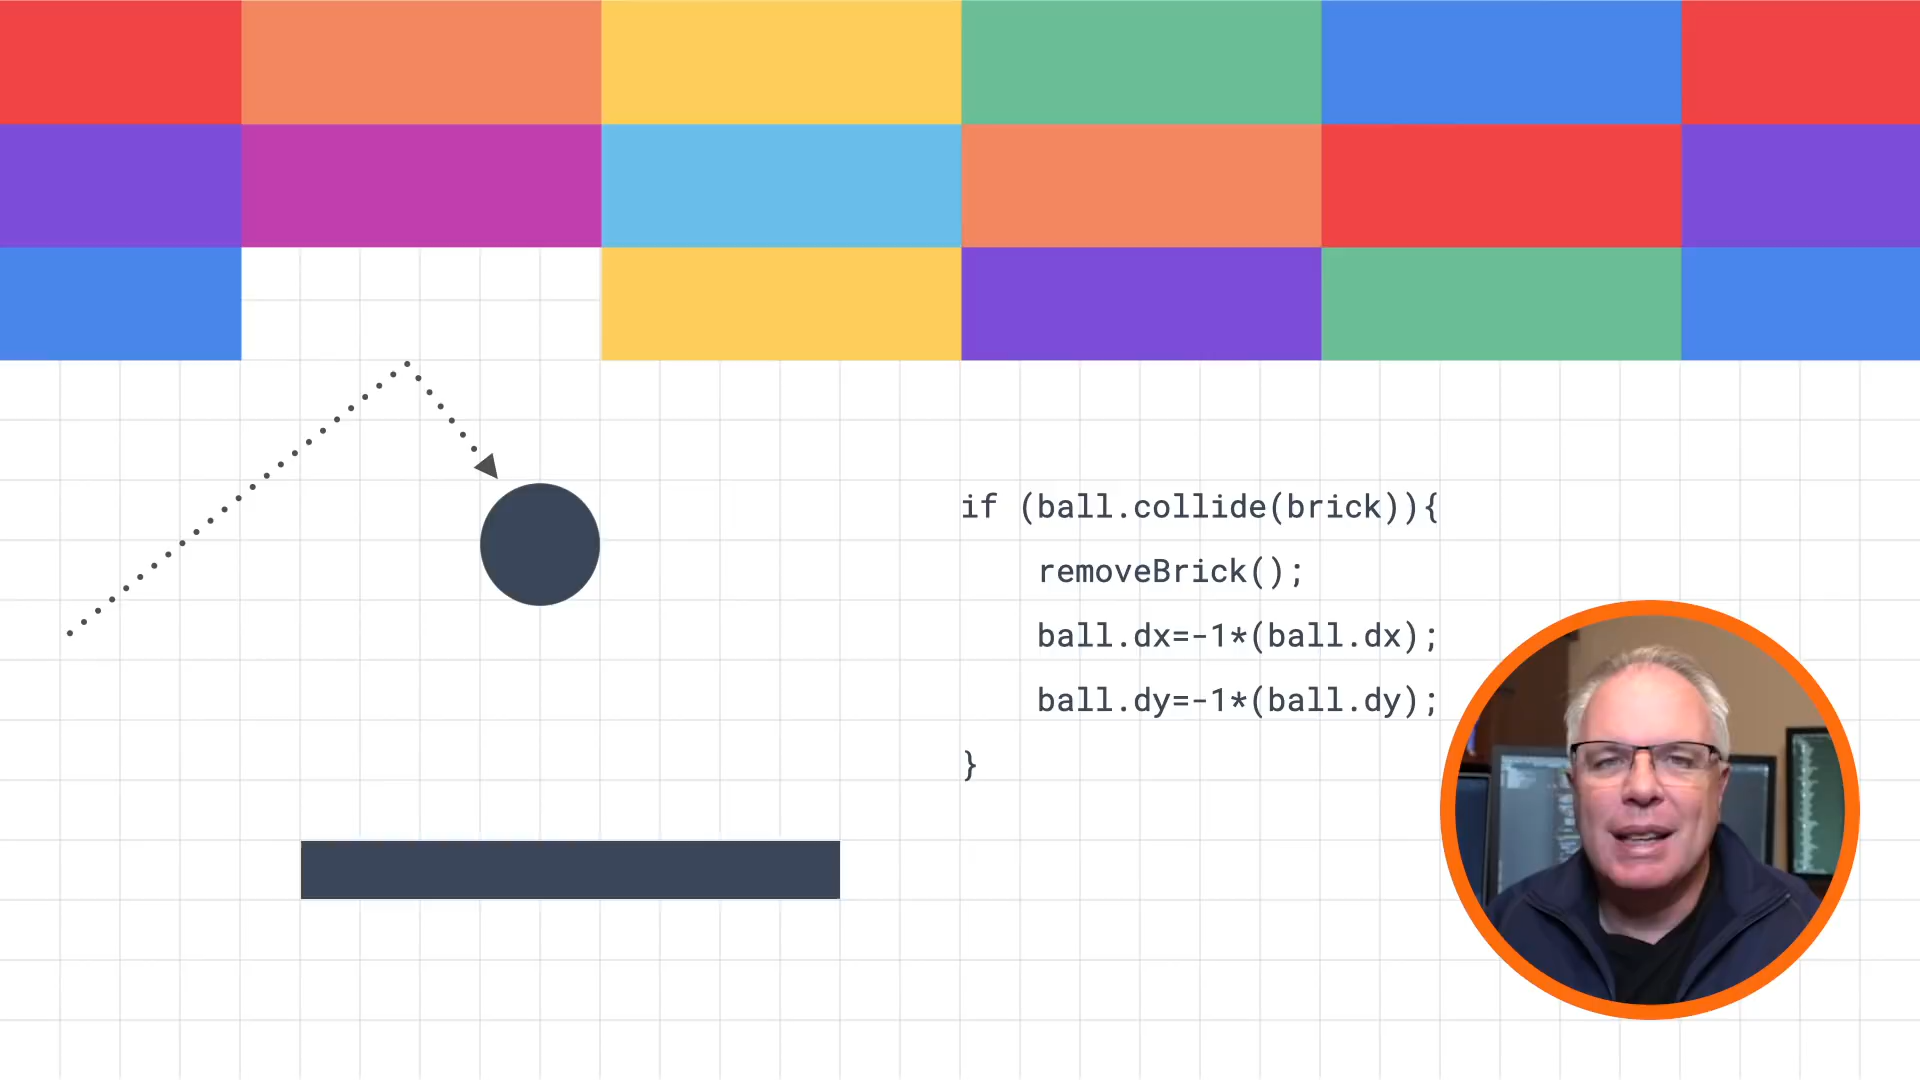 if (ball.collide(brick)){
removeBrick();
ball.dx=-1*(ball.dx);
ball.dy=-1*(ball.dy);
}